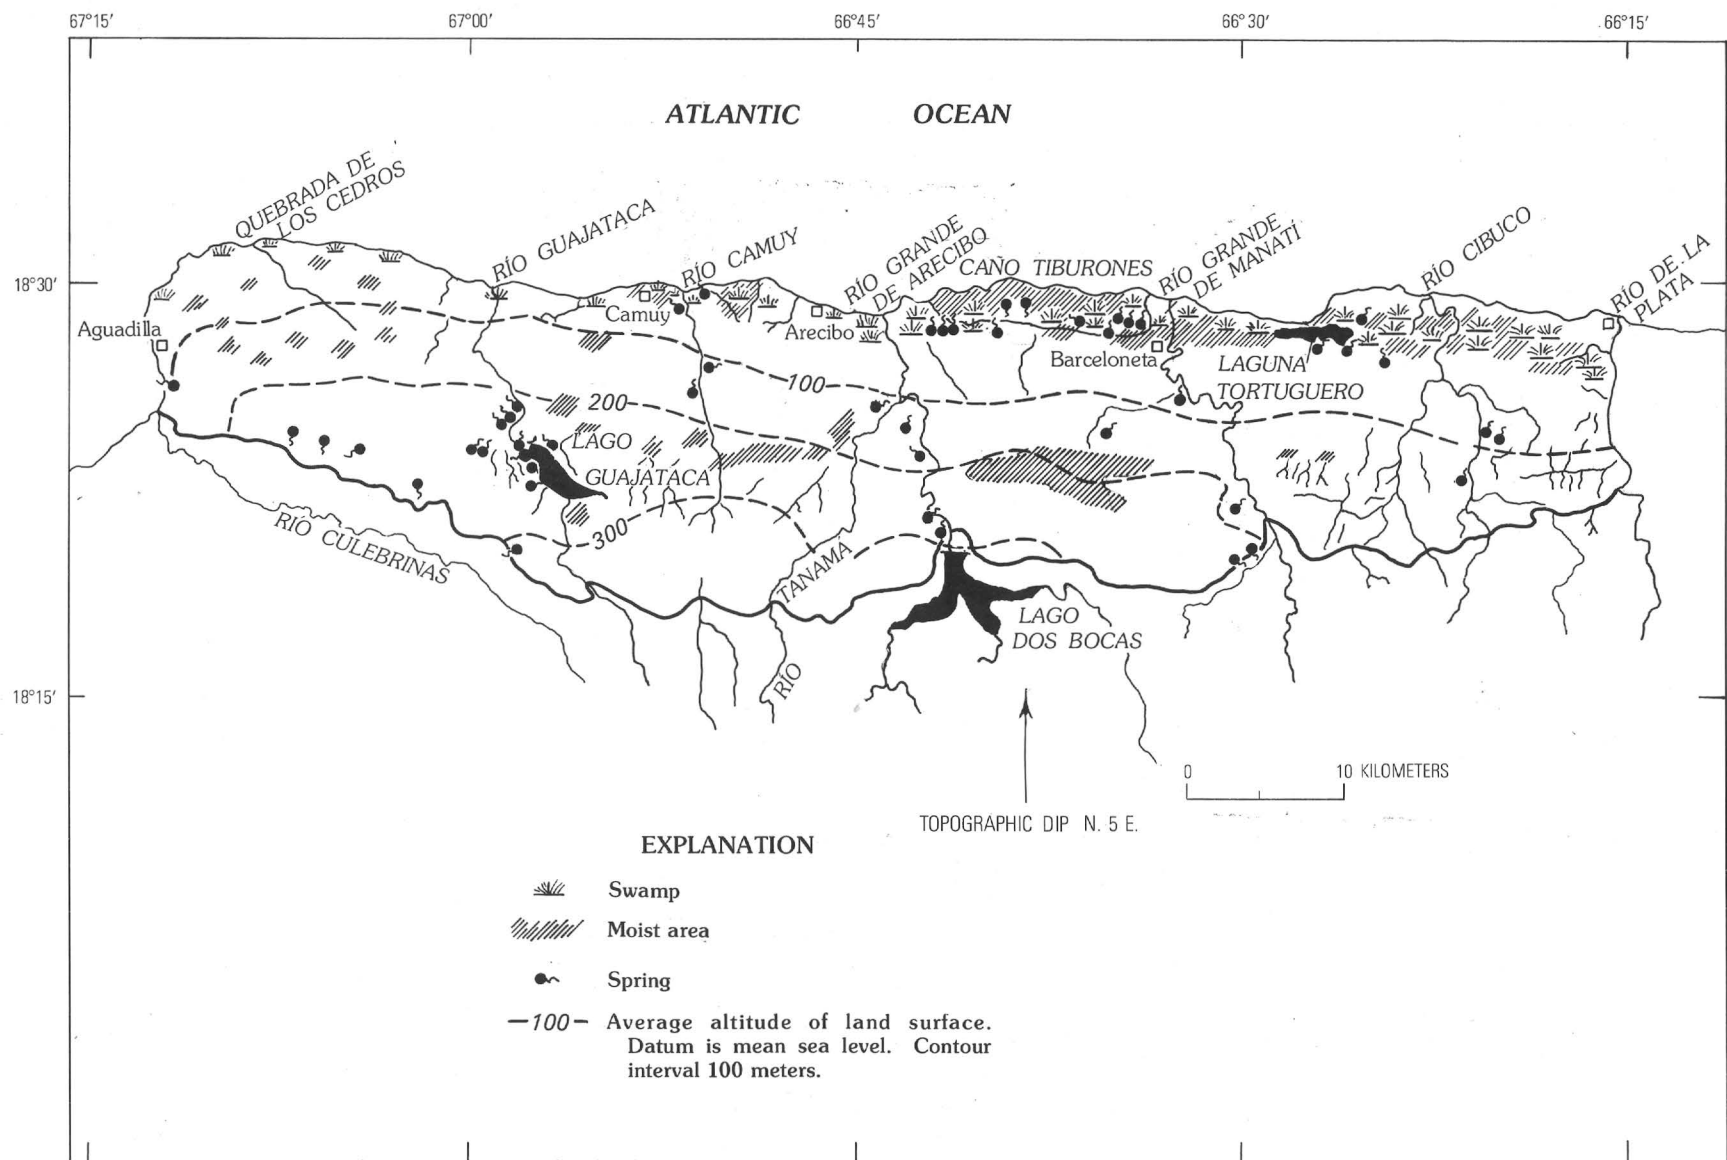 67°15′ 67°00′ 66°45′ 66°30′ 66°15′
ATLANTIC OCEAN
QUEBRADA DE
LOS CEDROS
RÍO GUAJATACA
RÍO CAMUY
RÍO GRANDE
DE ARECIBO
CAÑO TIBURONES
RÍO GRANDE
DE MANATÍ
RÍO CIBUCO
RÍO DE LA
PLATA
18°30′
Aguadilla
Camuy
Arecibo
Barceloneta
LAGUNA
TORTUGUERO
100
200
LAGO
GUAJATACA
300
RÍO CULEBRINAS
RÍO TANAMA
LAGO
DOS BOCAS
18°15′
0 10 KILOMETERS
TOPOGRAPHIC DIP N. 5 E.
EXPLANATION
Swamp
Moist area
Spring
—100— Average altitude of land surface.
Datum is mean sea level. Contour
interval 100 meters.